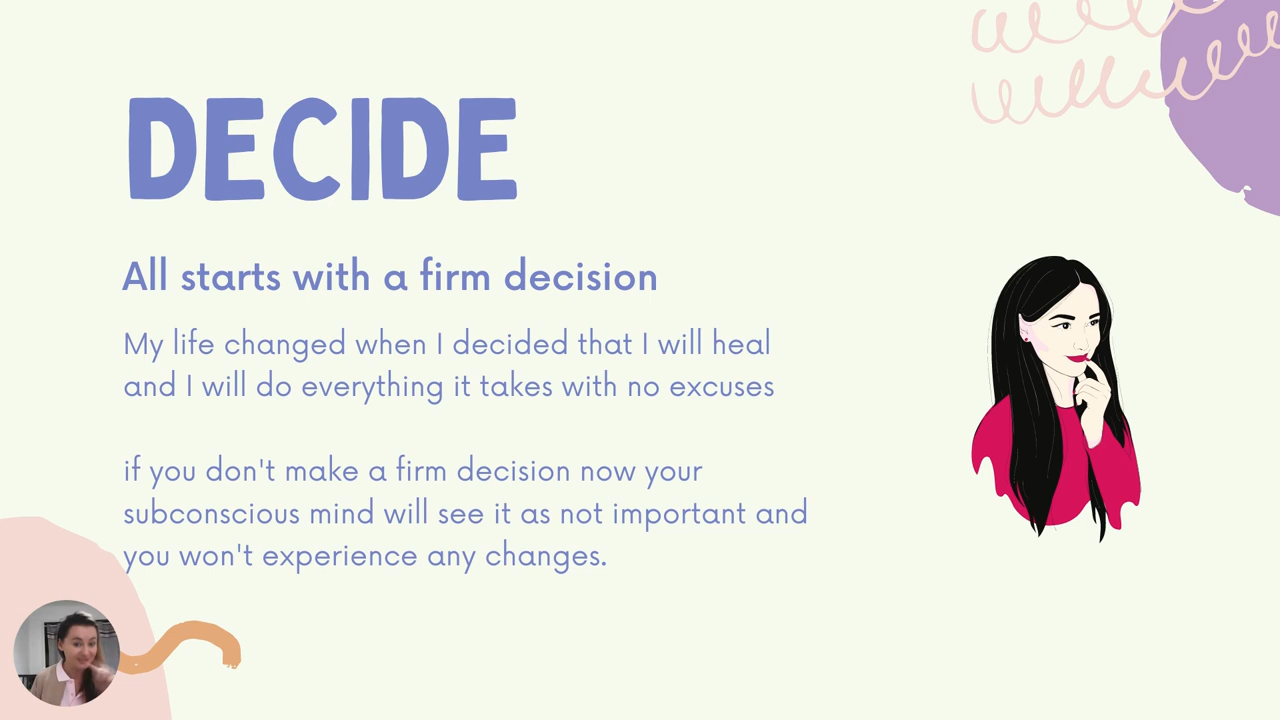 DECIDE
All starts with a firm decision
My life changed when I decided that I will heal
and I will do everything it takes with no excuses
if you don't make a firm decision now your
subconscious mind will see it as not important and
you won't experience any changes.